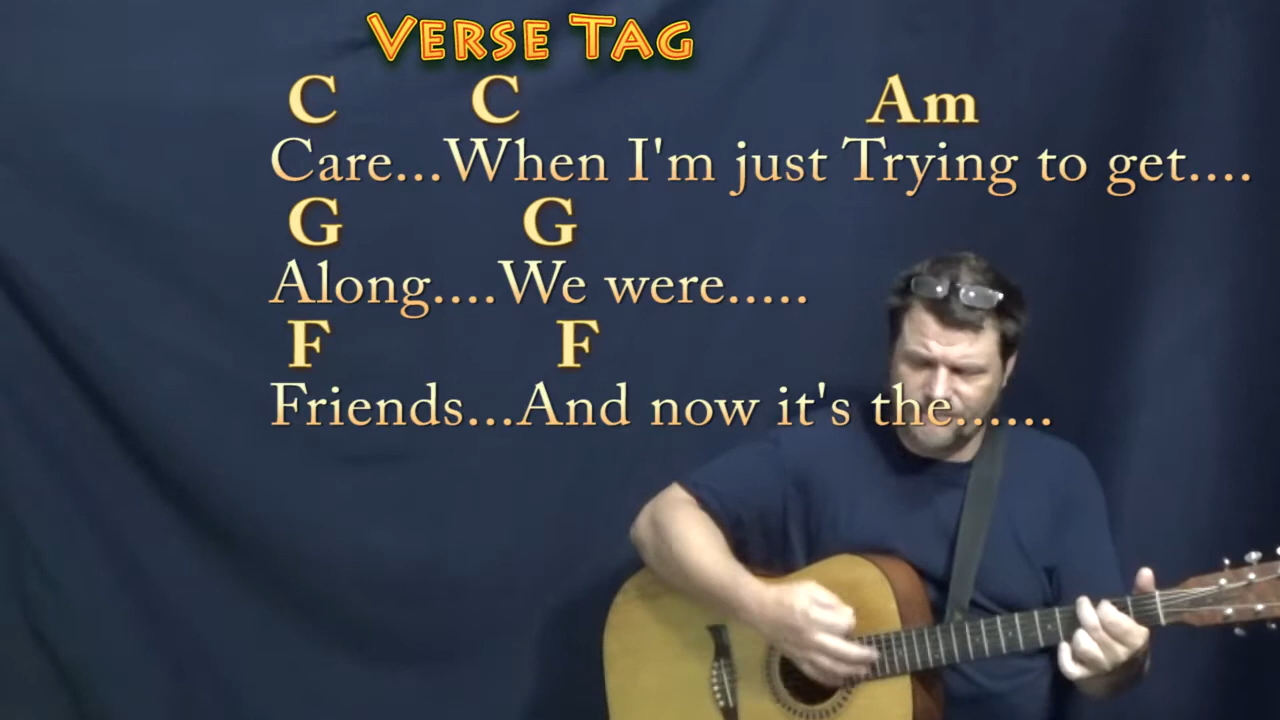 VERSE TAG
C C Am
Care...When I'm just Trying to get....
G G
Along....We were.....
F F
Friends...And now it's the......